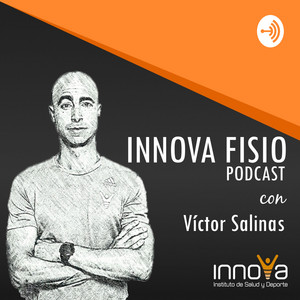 INNOVA FISIO
PODCAST
con
Víctor Salinas
innova
Instituto de Salud y Deporte